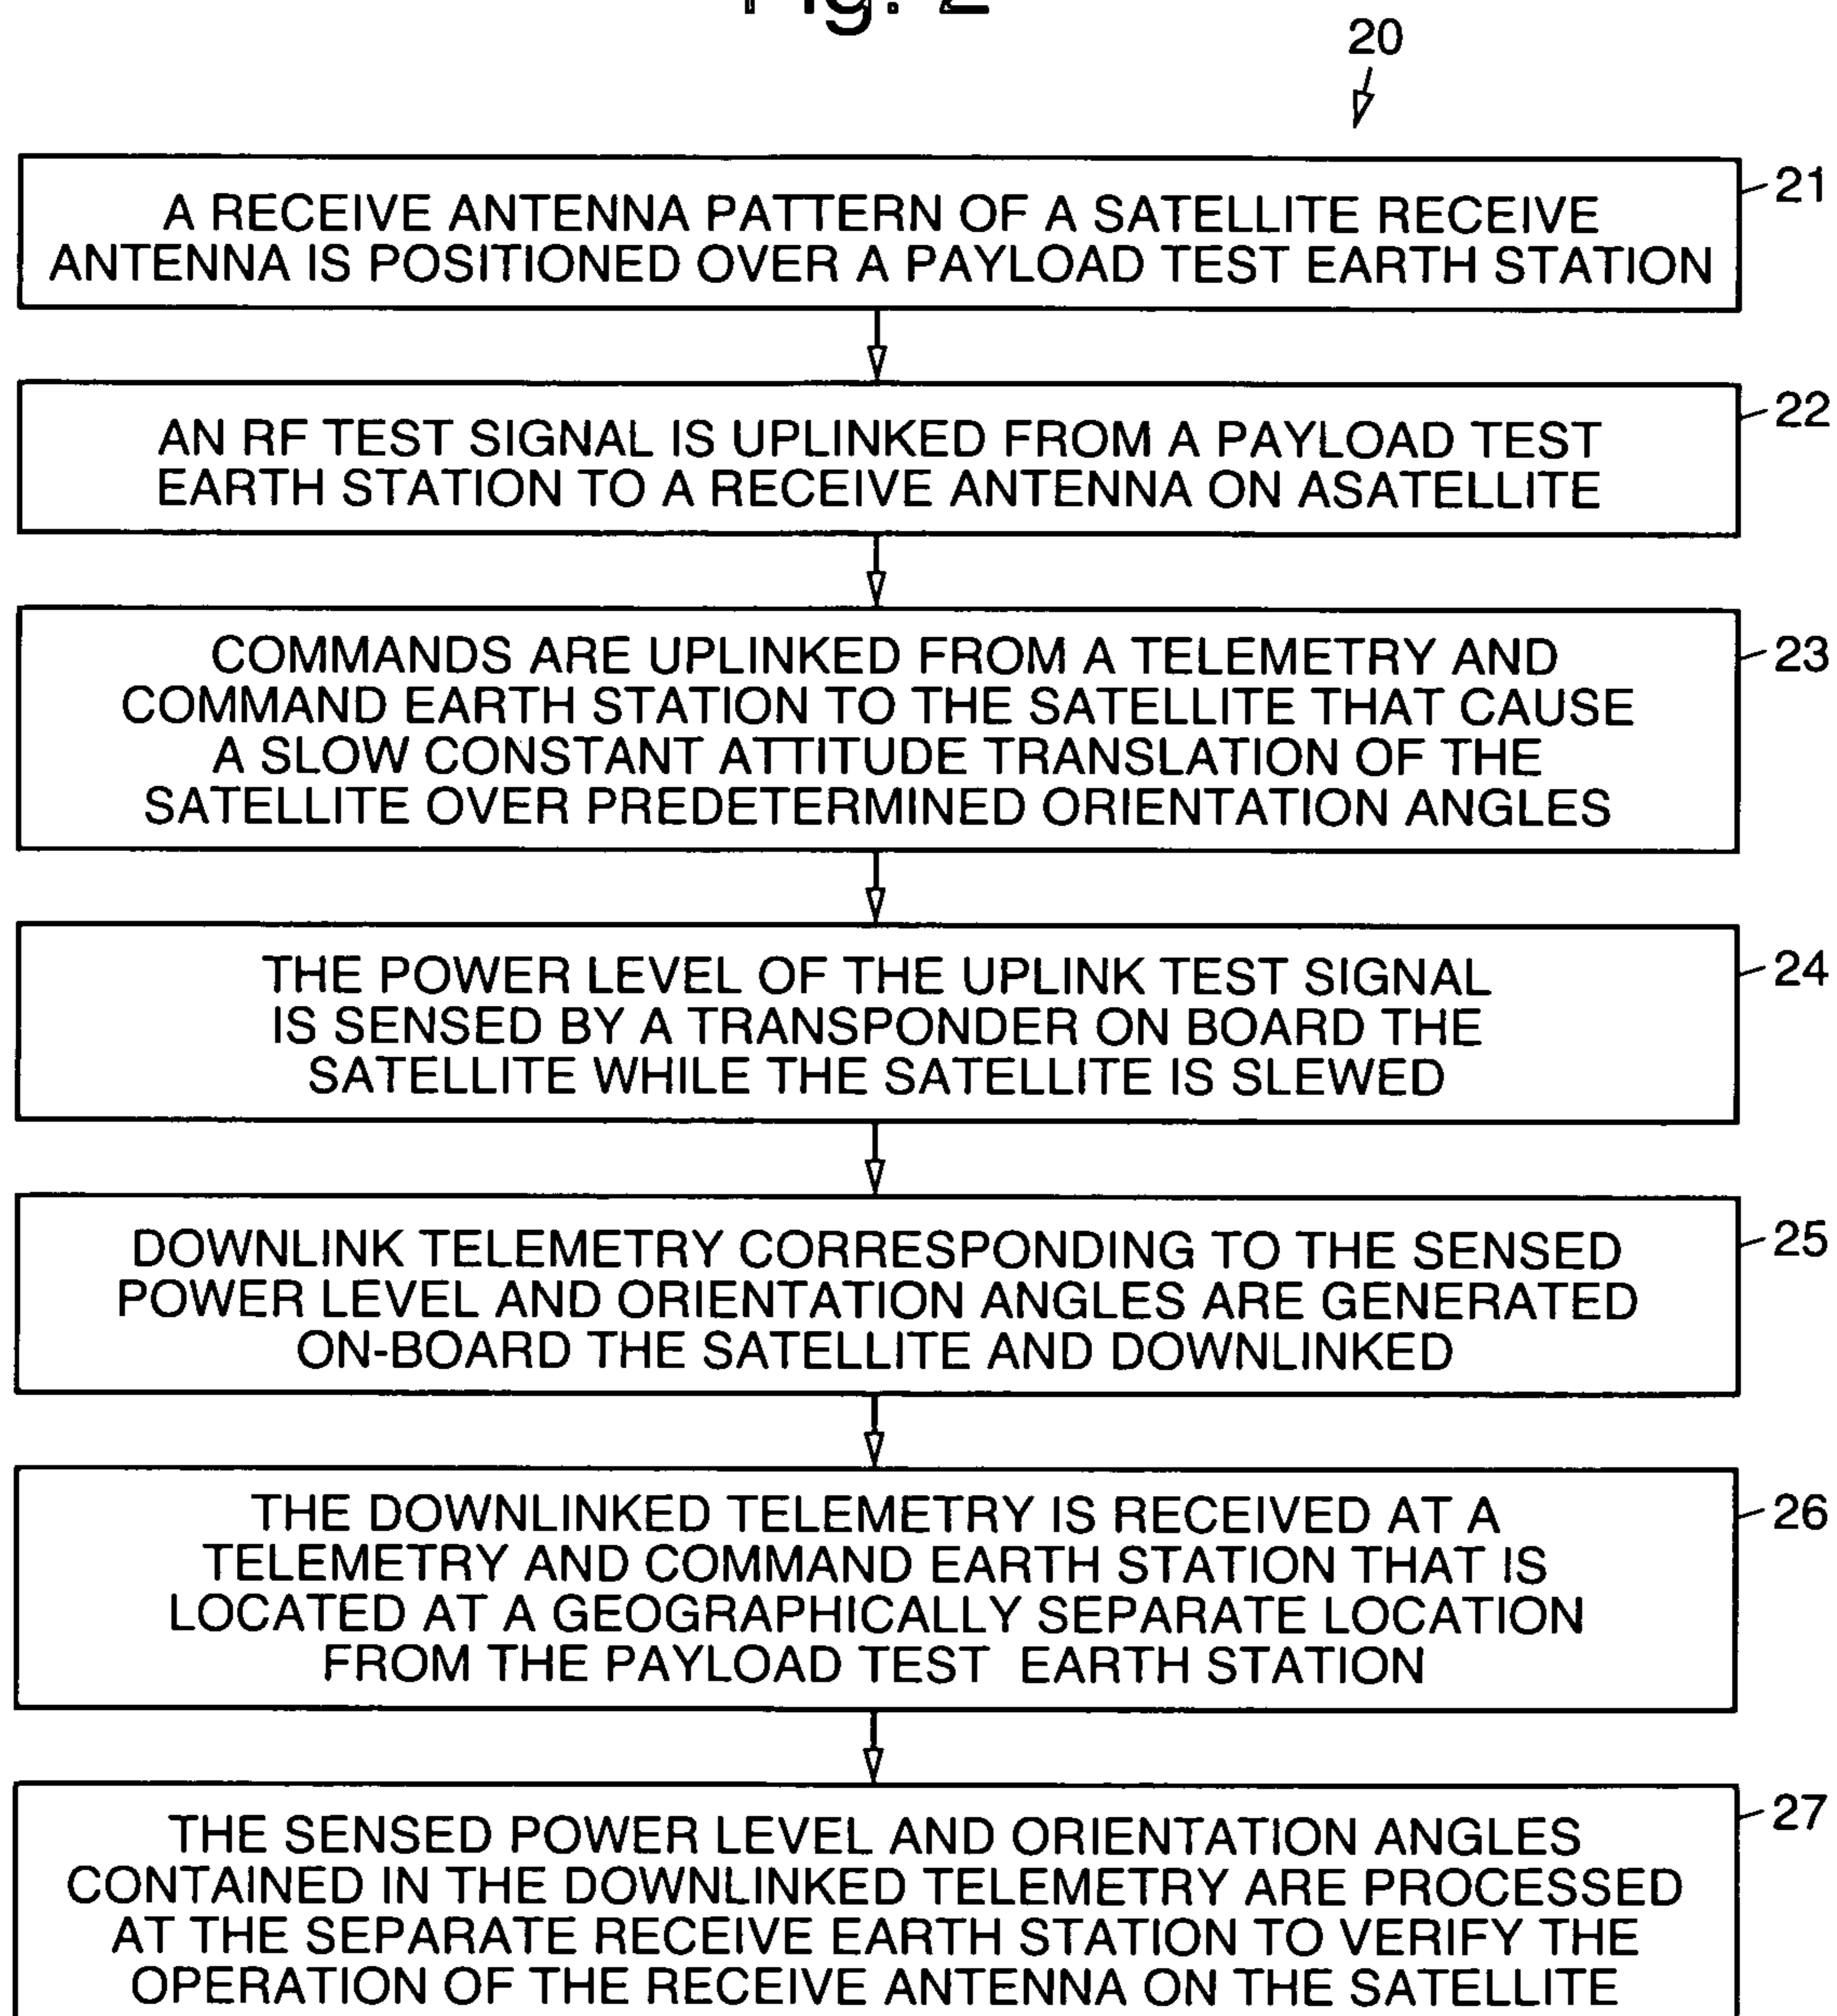 Fig. 2
20
A RECEIVE ANTENNA PATTERN OF A SATELLITE RECEIVE
ANTENNA IS POSITIONED OVER A PAYLOAD TEST EARTH STATION
21
AN RF TEST SIGNAL IS UPLINKED FROM A PAYLOAD TEST
EARTH STATION TO A RECEIVE ANTENNA ON ASATELLITE
22
COMMANDS ARE UPLINKED FROM A TELEMETRY AND
COMMAND EARTH STATION TO THE SATELLITE THAT CAUSE
A SLOW CONSTANT ATTITUDE TRANSLATION OF THE
SATELLITE OVER PREDETERMINED ORIENTATION ANGLES
23
THE POWER LEVEL OF THE UPLINK TEST SIGNAL
IS SENSED BY A TRANSPONDER ON BOARD THE
SATELLITE WHILE THE SATELLITE IS SLEWED
24
DOWNLINK TELEMETRY CORRESPONDING TO THE SENSED
POWER LEVEL AND ORIENTATION ANGLES ARE GENERATED
ON-BOARD THE SATELLITE AND DOWNLINKED
25
THE DOWNLINKED TELEMETRY IS RECEIVED AT A
TELEMETRY AND COMMAND EARTH STATION THAT IS
LOCATED AT A GEOGRAPHICALLY SEPARATE LOCATION
FROM THE PAYLOAD TEST EARTH STATION
26
THE SENSED POWER LEVEL AND ORIENTATION ANGLES
CONTAINED IN THE DOWNLINKED TELEMETRY ARE PROCESSED
AT THE SEPARATE RECEIVE EARTH STATION TO VERIFY THE
OPERATION OF THE RECEIVE ANTENNA ON THE SATELLITE
27